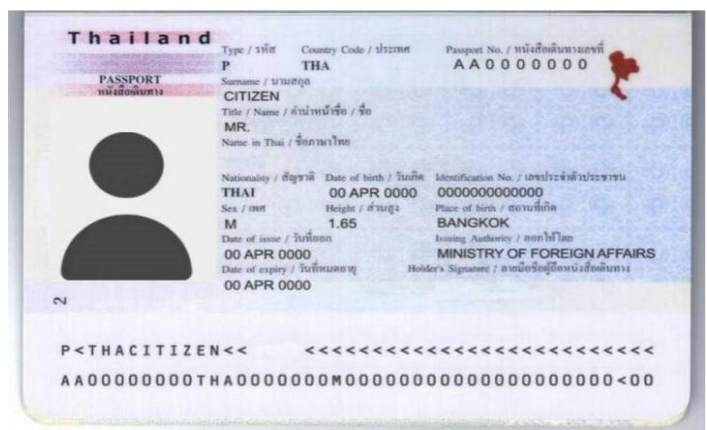 Thailand
PASSPORT
หนังสือเดินทาง
Type / รหัส Country Code / ประเทศ Passport No. / หนังสือเดินทางเลขที่
P THA AA0000000
Surname / นามสกุล
CITIZEN
Title / Name / คำนำหน้าชื่อ / ชื่อ
MR.
Name in Thai / ชื่อภาษาไทย
Nationality / สัญชาติ Date of birth / วันเกิด Identification No. / เลขประจำตัวประชาชน
THAI 00 APR 0000 0000000000000
Sex / เพศ Height / ส่วนสูง Place of birth / สถานที่เกิด
M 1.65 BANGKOK
Date of issue / วันที่ออก Issuing Authority / ออกให้โดย
00 APR 0000 MINISTRY OF FOREIGN AFFAIRS
Date of expiry / วันที่หมดอายุ Holder's Signature / ลายมือชื่อผู้ถือหนังสือเดินทาง
00 APR 0000
2
P<THACITIZEN<< <<<<<<<<<<<<<<<<<<<<<<<<<<<
AA00000000THA0000000M0000000000000000000000<00